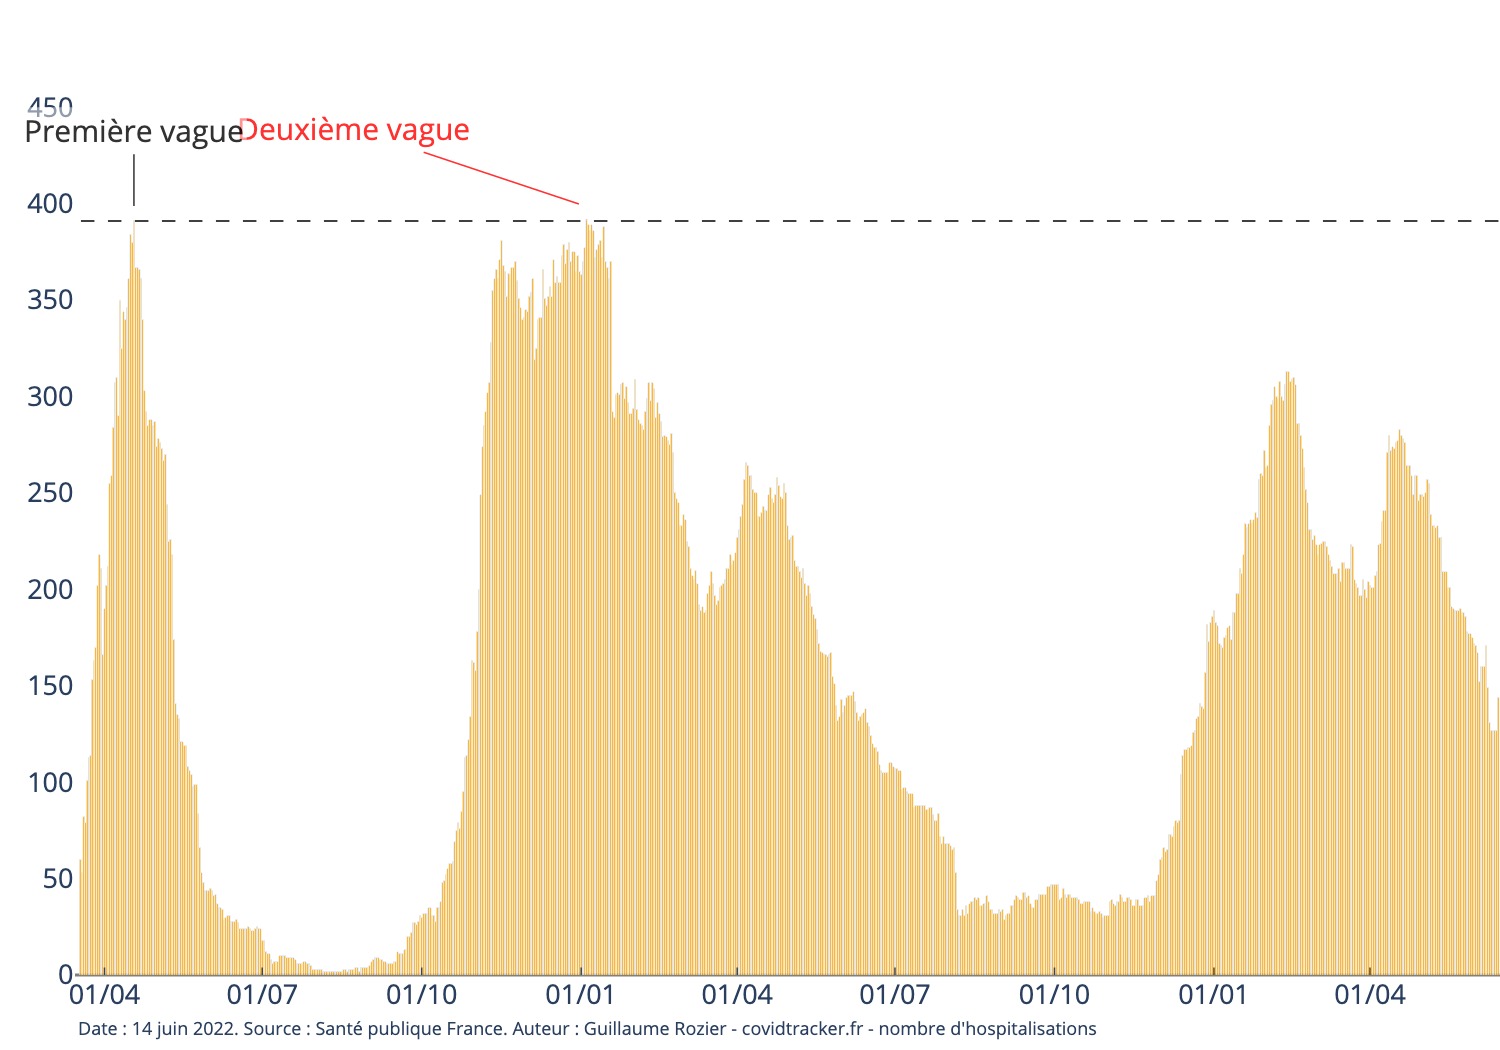 450
Première vague
Deuxième vague
400
350
300
250
200
150
100
50
0
01/04 01/07 01/10 01/01 01/04 01/07 01/10 01/01 01/04
Date : 14 juin 2022. Source : Santé publique France. Auteur : Guillaume Rozier - covidtracker.fr - nombre d'hospitalisations